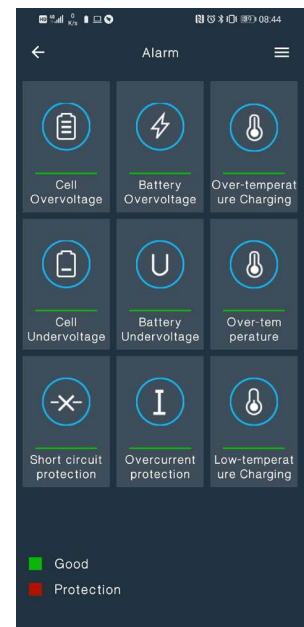 0
K/s
08:44
Alarm
Cell
Overvoltage
Battery
Overvoltage
Over-temperat
ure Charging
Cell
Undervoltage
U
Battery
Undervoltage
Over-tem
perature
Short circuit
protection
I
Overcurrent
protection
Low-temperat
ure Charging
Good
Protection